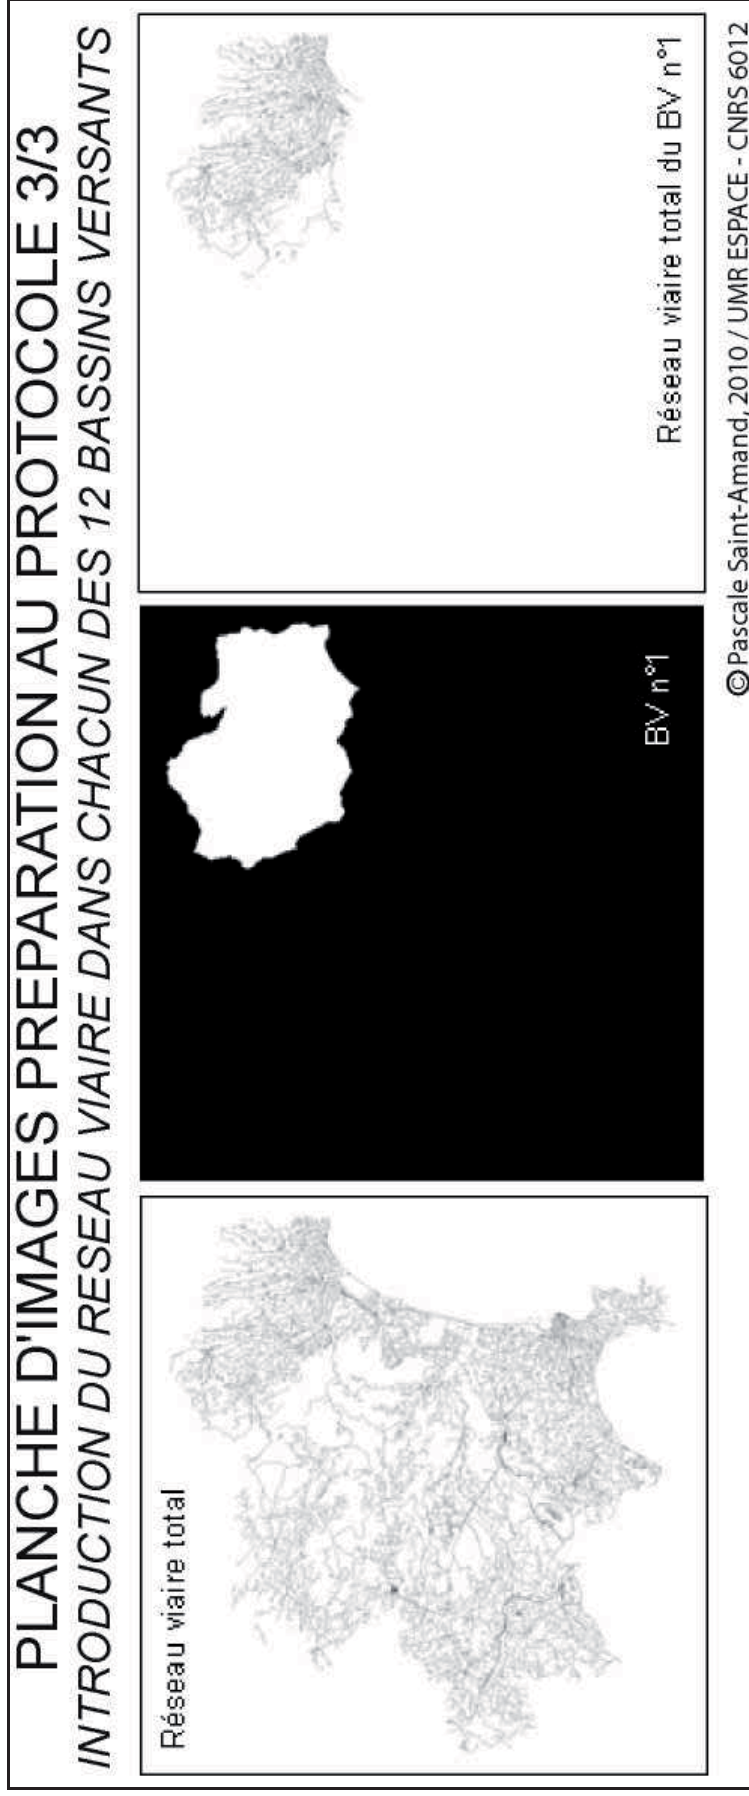 PLANCHE D'IMAGES PREPARATION AU PROTOCOLE 3/3
INTRODUCTION DU RESEAU VIAIRE DANS CHACUN DES 12 BASSINS VERSANTS
Réseau viaire total
BV n°1
Réseau viaire total du BV n°1
©Pascale Saint-Amand, 2010 / UMR ESPACE - CNRS 6012